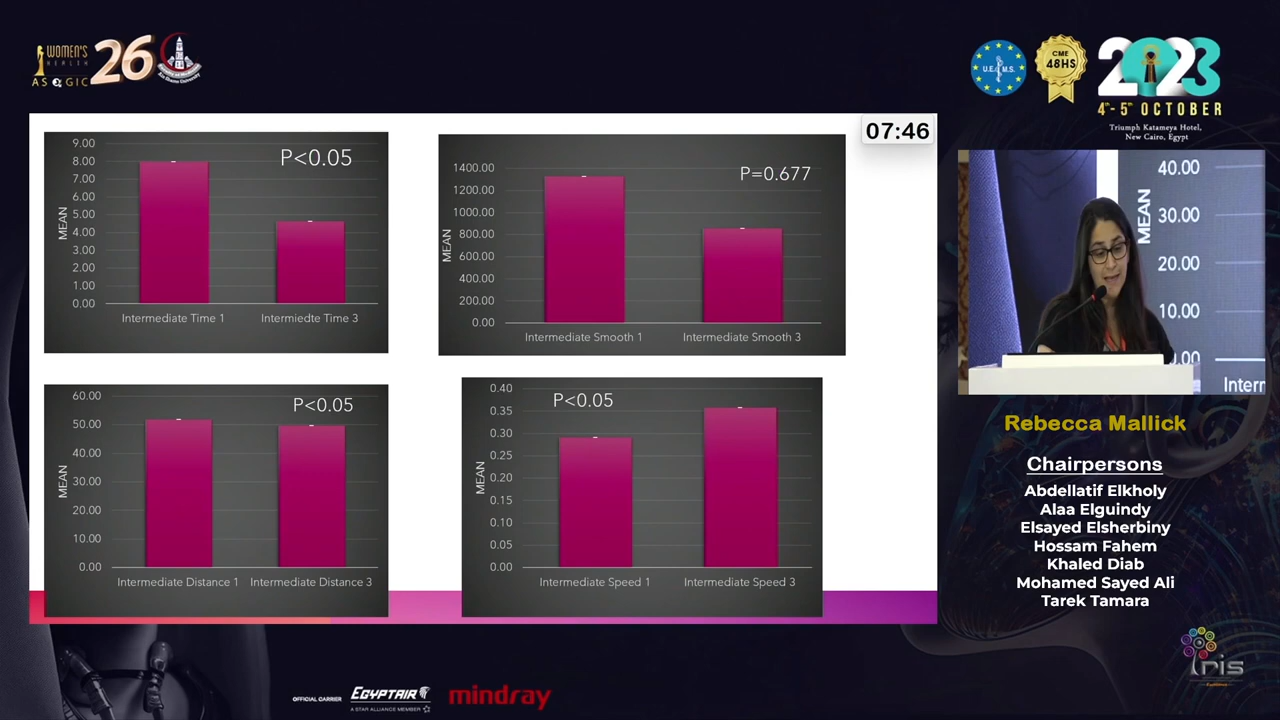 WOMEN'S
HEALTH
ASOGIC
26
U.E.M.S.
CME
48HS
2023
4th - 5th OCTOBER
Triumph Katameya Hotel,
New Cairo, Egypt
07:46
9.00
8.00
7.00
6.00
5.00
4.00
3.00
2.00
1.00
0.00
MEAN
P<0.05
Intermediate Time 1
Intermiedte Time 3
1400.00
1200.00
1000.00
800.00
600.00
400.00
200.00
0.00
MEAN
P=0.677
Intermediate Smooth 1
Intermediate Smooth 3
60.00
50.00
40.00
30.00
20.00
10.00
0.00
MEAN
P<0.05
Intermediate Distance 1
Intermediate Distance 3
0.40
0.35
0.30
0.25
0.20
0.15
0.10
0.05
0.00
MEAN
P<0.05
Intermediate Speed 1
Intermediate Speed 3
40.00
30.00
20.00
10.00
0.00
MEAN
Intern
Rebecca Mallick
Chairpersons
Abdellatif Elkholy
Alaa Elguindy
Elsayed Elsherbiny
Hossam Fahem
Khaled Diab
Mohamed Sayed Ali
Tarek Tamara
OFFICIAL CARRIER
EGYPTAIR
A STAR ALLIANCE MEMBER
mindray
Iris